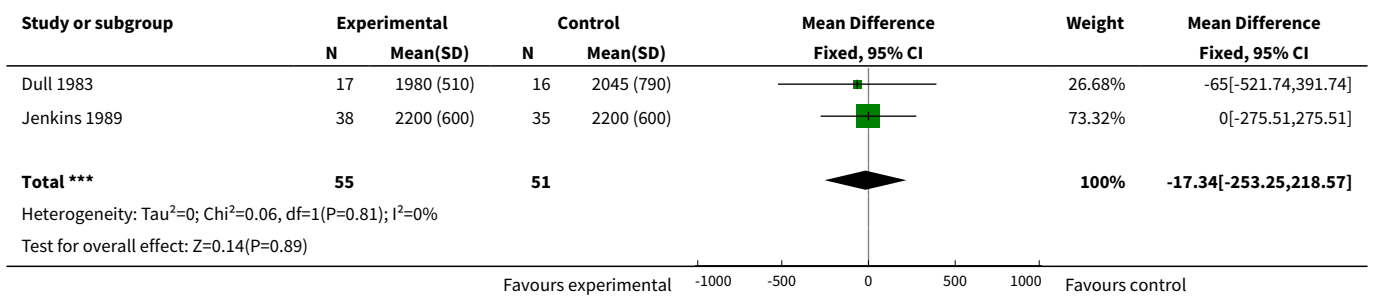 Study or subgroup Experimental Control Mean Difference Weight Mean Difference
N Mean(SD) N Mean(SD) Fixed, 95% CI Fixed, 95% CI
Dull 1983 17 1980 (510) 16 2045 (790) 26.68% -65[-521.74,391.74]
Jenkins 1989 38 2200 (600) 35 2200 (600) 73.32% 0[-275.51,275.51]
Total *** 55 51 100% -17.34[-253.25,218.57]
Heterogeneity: Tau²=0; Chi²=0.06, df=1(P=0.81); I²=0%
Test for overall effect: Z=0.14(P=0.89)
Favours experimental -1000 -500 0 500 1000 Favours control